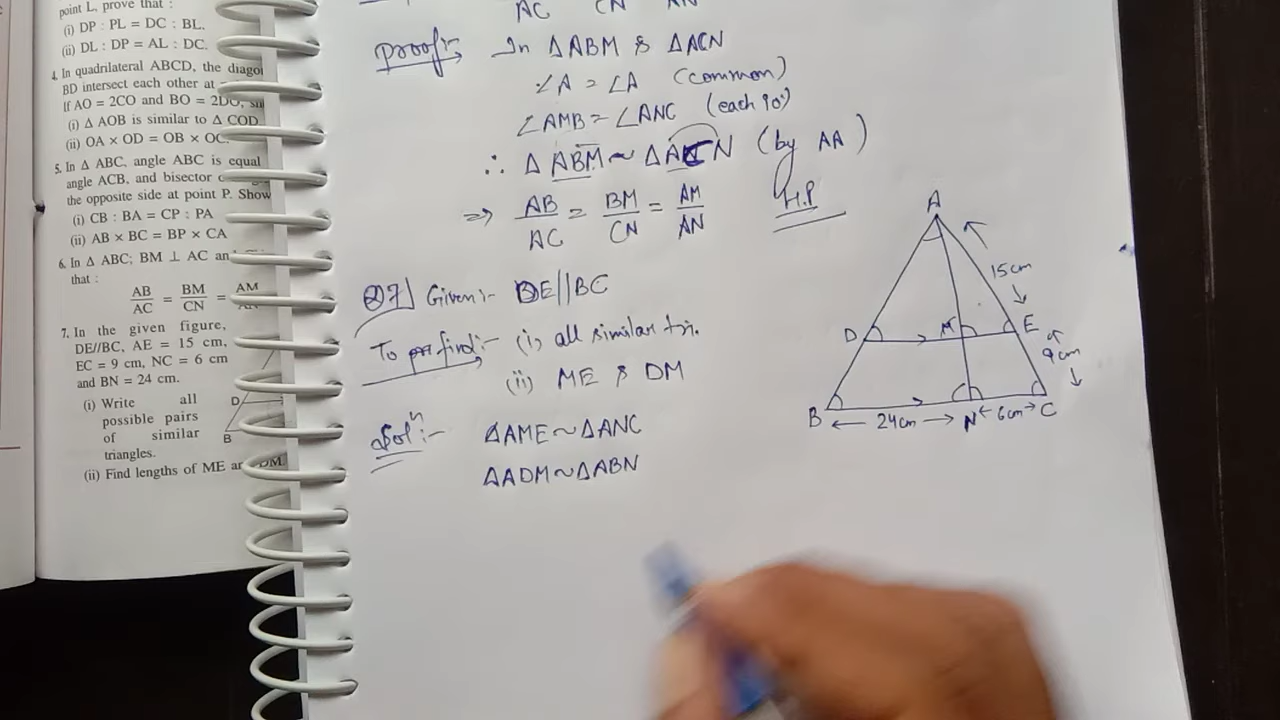 point L, prove that :
(i) DP : PL = DC : BL.
(ii) DL : DP = AL : DC.
4. In quadrilateral ABCD, the diagon
BD intersect each other at
If AO = 2CO and BO = 2DO,
(i) Δ AOB is similar to Δ COD
(ii) OA × OD = OB × OC.
5. In Δ ABC, angle ABC is equal
angle ACB, and bisector
the opposite side at point P. Show
(i) CB : BA = CP : PA
(ii) AB × BC = BP × CA
6. In Δ ABC; BM ⊥ AC an
that :
AB/AC = BM/CN = AM/AN
7. In the given figure,
DE//BC, AE = 15 cm,
EC = 9 cm, NC = 6 cm
and BN = 24 cm.
(i) Write all
possible pairs
of similar
triangles.
(ii) Find lengths of ME an DM.
D
B
AC CN AN
Proof:- In ΔABM & ΔACN
∠A = ∠A (common)
∠AMB = ∠ANC (each 90°)
∴ Δ ABM ~ ΔACN (by AA)
⇒ AB/AC = BM/CN = AM/AN H.P
Q7] Given:- DE//BC
To find:- (i) all similar tri.
(ii) ME & DM
Solⁿ:- ΔAME ~ ΔANC
ΔADM ~ ΔABN
A
15cm
D M E
9cm
B 24cm N 6cm C